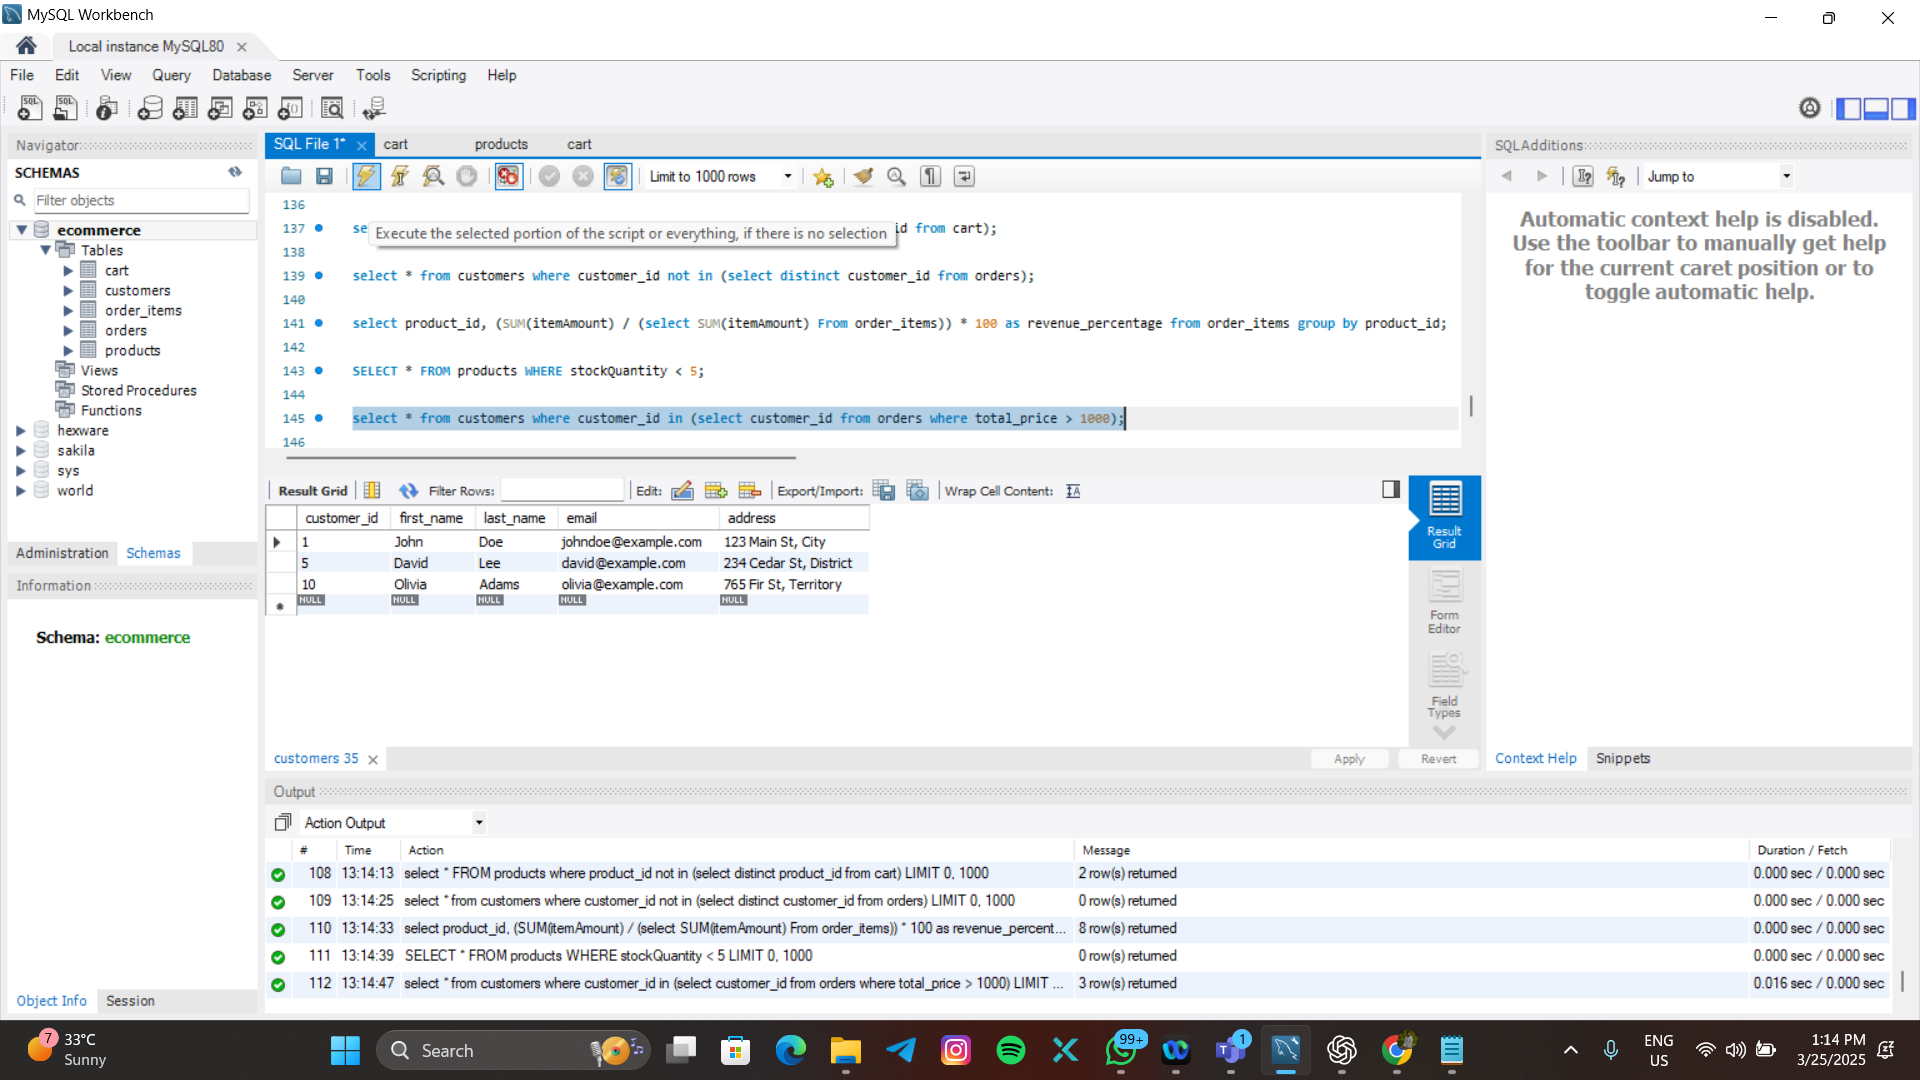 MySQL Workbench
Local instance MySQL80
File Edit View Query Database Server Tools Scripting Help
Navigator
SCHEMAS
Filter objects
ecommerce
Tables
cart
customers
order_items
orders
products
Views
Stored Procedures
Functions
hexware
sakila
sys
world
Administration Schemas
Information
Schema: ecommerce
Object Info Session
SQL File 1* cart products cart
Limit to 1000 rows
136
137 se id from cart);
Execute the selected portion of the script or everything, if there is no selection
138
139 select * from customers where customer_id not in (select distinct customer_id from orders);
140
141 select product_id, (SUM(itemAmount) / (select SUM(itemAmount) From order_items)) * 100 as revenue_percentage from order_items group by product_id;
142
143 SELECT * FROM products WHERE stockQuantity < 5;
144
145 select * from customers where customer_id in (select customer_id from orders where total_price > 1000);
146
Result Grid Filter Rows: Edit: Export/Import: Wrap Cell Content:
customer_id first_name last_name email address
1 John Doe johndoe@example.com 123 Main St, City
5 David Lee david@example.com 234 Cedar St, District
10 Olivia Adams olivia@example.com 765 Fir St, Territory
NULL NULL NULL NULL NULL
Result Grid
Form Editor
Field Types
customers 35
Apply Revert
SQLAdditions
Jump to
Automatic context help is disabled.
Use the toolbar to manually get help
for the current caret position or to
toggle automatic help.
Context Help Snippets
Output
Action Output
# Time Action Message Duration / Fetch
108 13:14:13 select * FROM products where product_id not in (select distinct product_id from cart) LIMIT 0, 1000 2 row(s) returned 0.000 sec / 0.000 sec
109 13:14:25 select * from customers where customer_id not in (select distinct customer_id from orders) LIMIT 0, 1000 0 row(s) returned 0.000 sec / 0.000 sec
110 13:14:33 select product_id, (SUM(itemAmount) / (select SUM(itemAmount) From order_items)) * 100 as revenue_percent... 8 row(s) returned 0.000 sec / 0.000 sec
111 13:14:39 SELECT * FROM products WHERE stockQuantity < 5 LIMIT 0, 1000 0 row(s) returned 0.000 sec / 0.000 sec
112 13:14:47 select * from customers where customer_id in (select customer_id from orders where total_price > 1000) LIMIT ... 3 row(s) returned 0.016 sec / 0.000 sec
7
33°C
Sunny
Search
99+
1
ENG
US
1:14 PM
3/25/2025